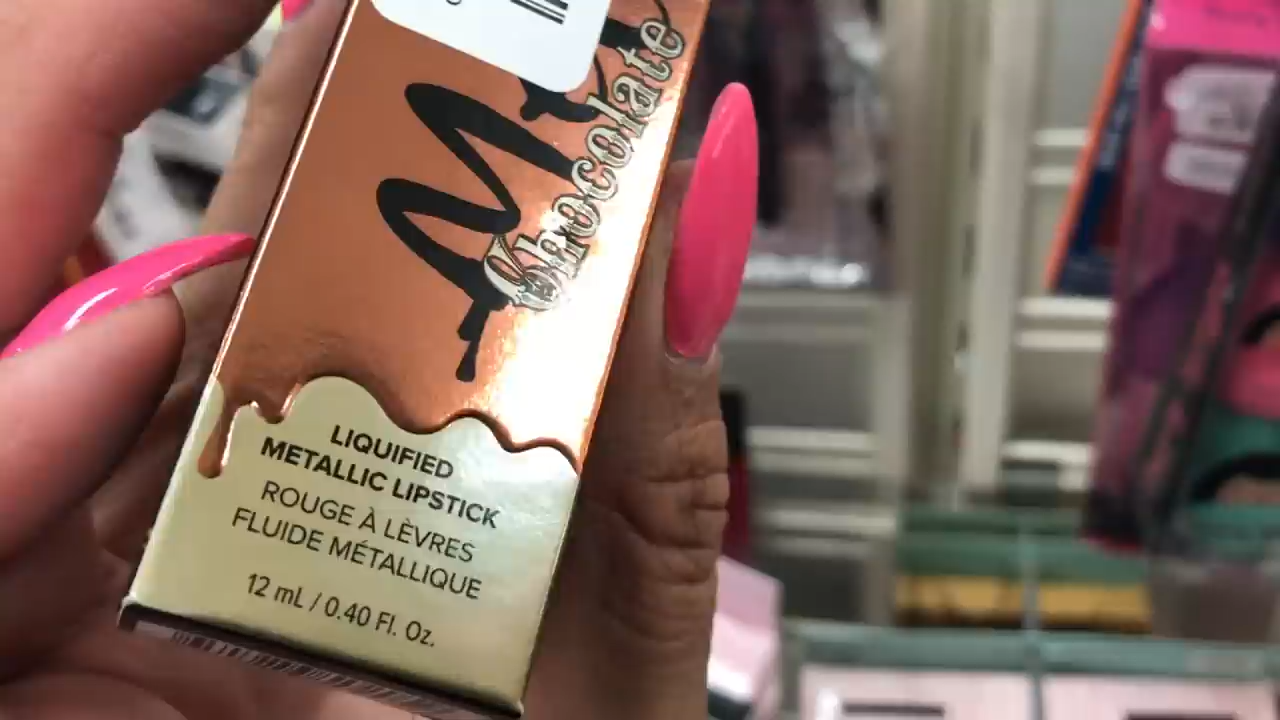 Chocolate
LIQUIFIED
METALLIC LIPSTICK
ROUGE À LÈVRES
FLUIDE MÉTALLIQUE
12 mL / 0.40 Fl. Oz.